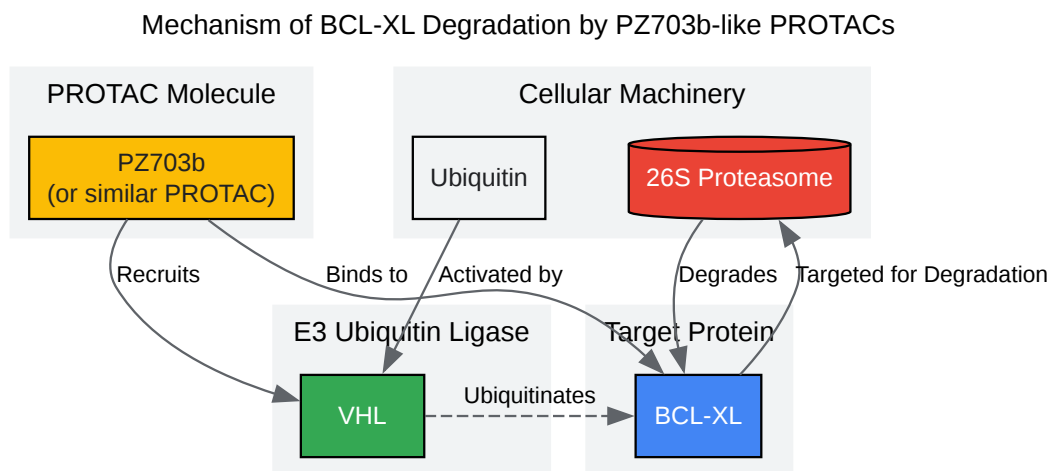 Mechanism of BCL-XL Degradation by PZ703b-like PROTACs
PROTAC Molecule
Cellular Machinery
PZ703b
(or similar PROTAC)
Ubiquitin
26S Proteasome
Recruits
Binds to
Activated by
Degrades
Targeted for Degradation
E3 Ubiquitin Ligase
Target Protein
VHL
Ubiquitinates
BCL-XL